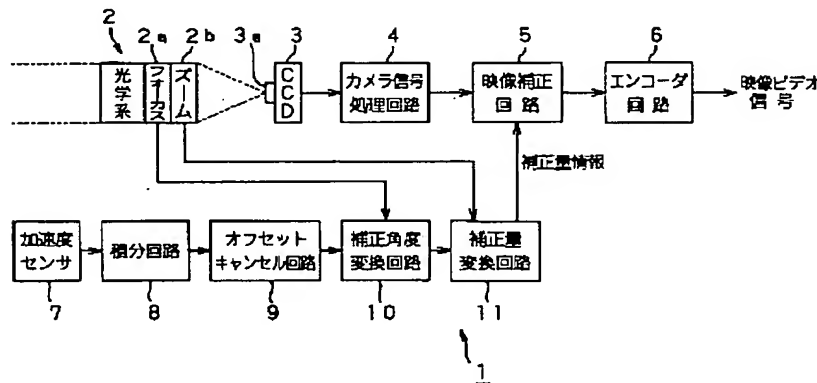 2
2a
2b
3a
3
4
5
6
光学系
フォーカス
ズーム
CCD
カメラ信号
処理回路
映像補正
回路
エンコーダ
回路
映像ビデオ
信号
補正量情報
加速度
センサ
積分回路
オフセット
キャンセル回路
補正角度
変換回路
補正量
変換回路
7
8
9
10
11
1